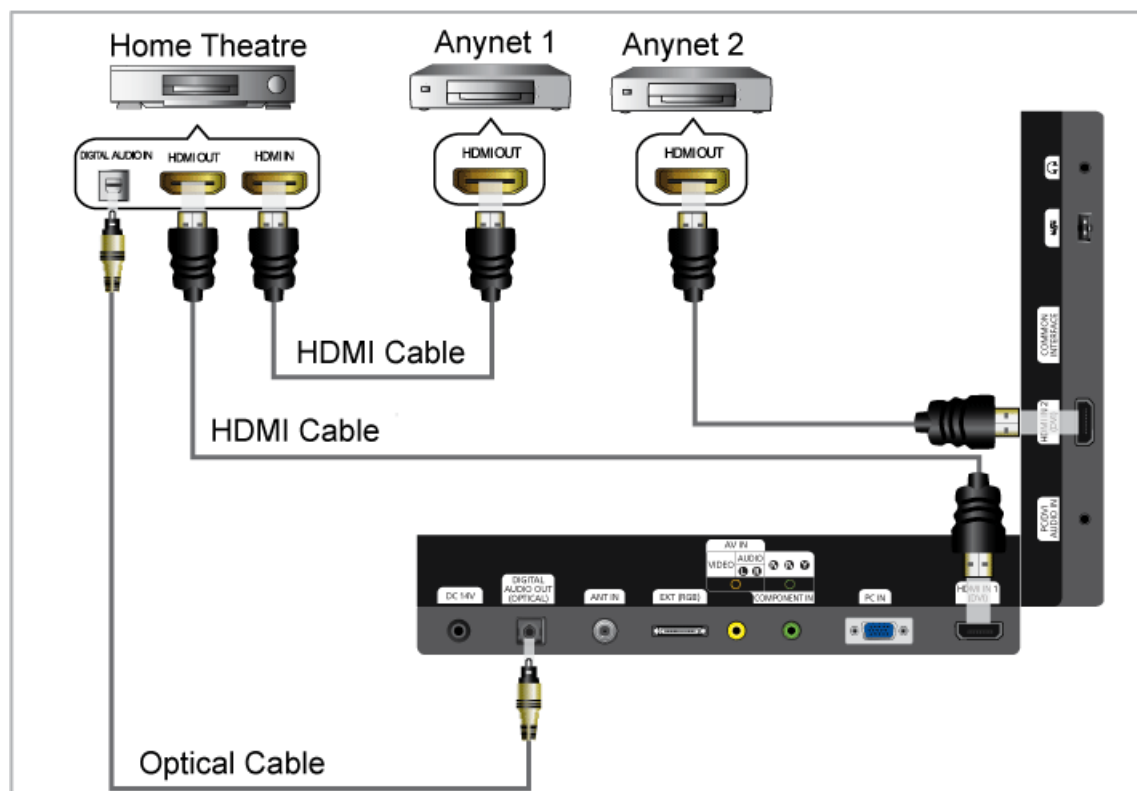 Home Theatre
Anynet 1
Anynet 2
DIGITAL AUDIO IN
HDMI OUT
HDMI IN
HDMI OUT
HDMI OUT
HDMI Cable
HDMI Cable
Optical Cable
COMMON
INTERFACE
HDMI IN 2
(DVI)
PC/DVI
AUDIO IN
DC 14V
DIGITAL
AUDIO OUT
(OPTICAL)
ANT IN
EXT (RGB)
AV IN
VIDEO
AUDIO
L R
COMPONENT IN
PC IN
HDMI IN 1
(DVI)